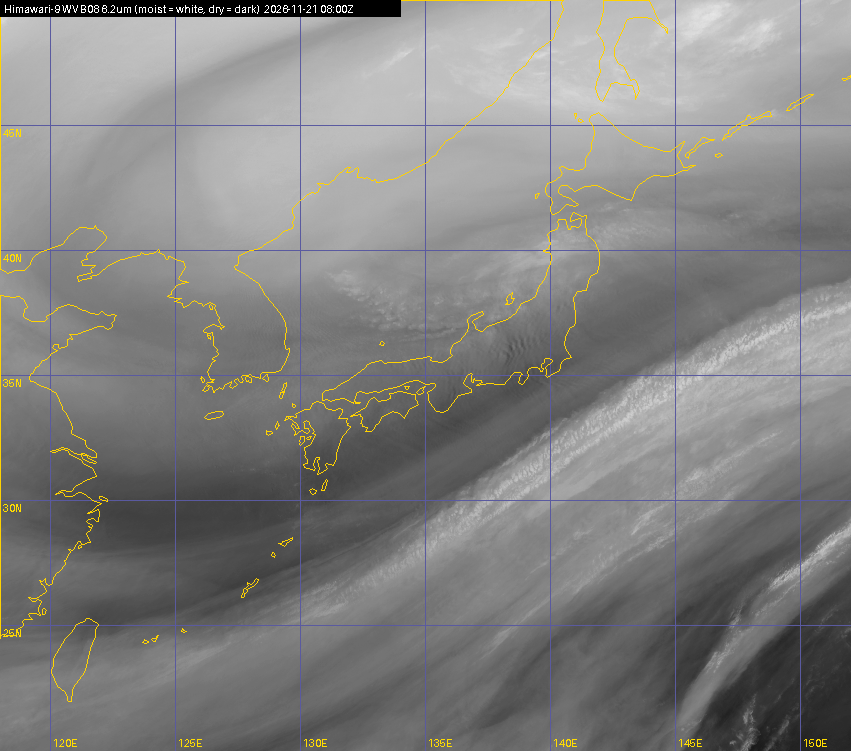 Himawari-9 WV B08 6.2um (moist = white, dry = dark) 2026-11-21 08:00Z
45N
40N
35N
30N
25N
120E 125E 130E 135E 140E 145E 150E